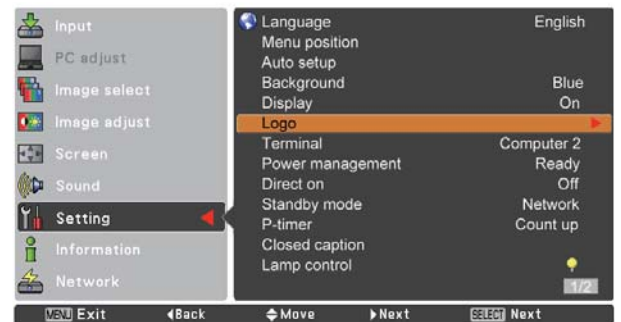 Input
PC adjust
Image select
Image adjust
Screen
Sound
Setting
Information
Network
Language English
Menu position
Auto setup
Background Blue
Display On
Logo
Terminal Computer 2
Power management Ready
Direct on Off
Standby mode Network
P-timer Count up
Closed caption
Lamp control
1/2
MENU Exit Back Move Next SELECT Next